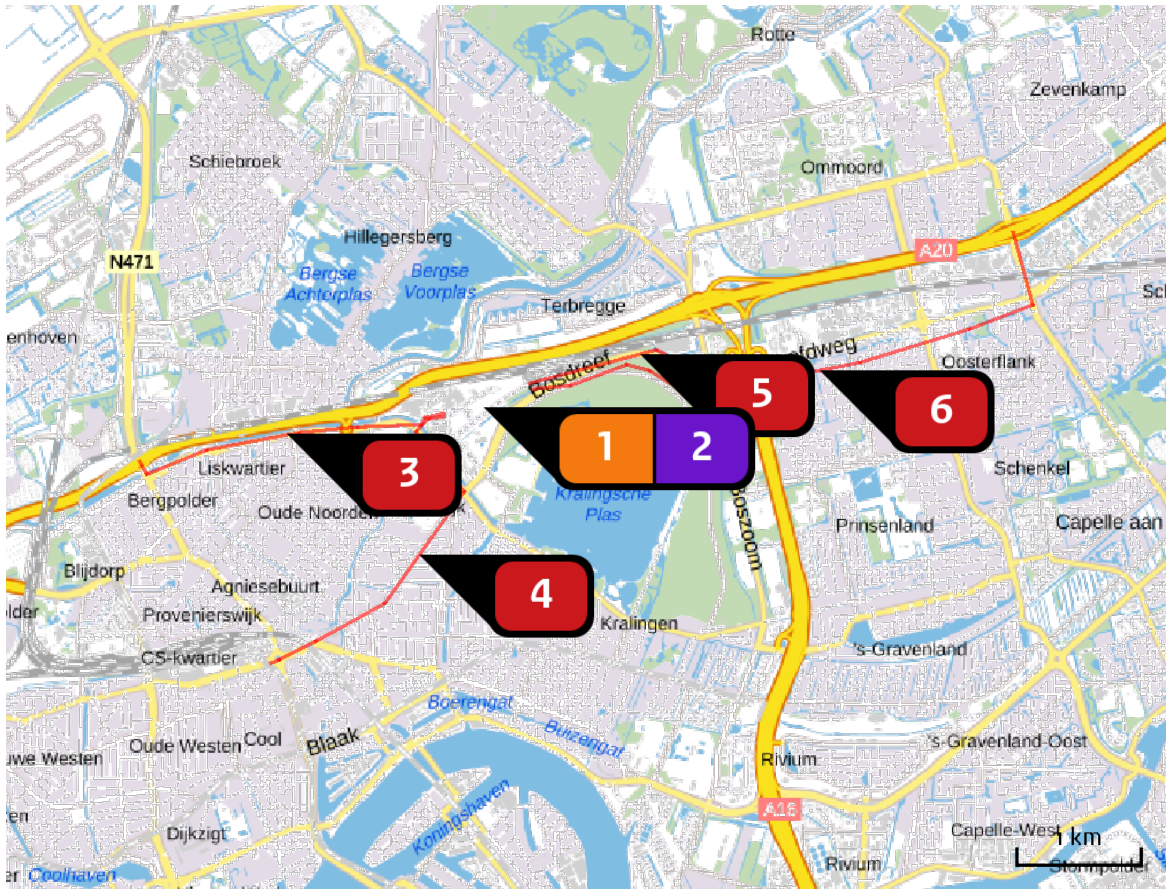 Rotte
Zevenkamp
Schiebroek
Ommoord
Hillegersberg
A20
N471
Bergse
Achterplas
Bergse
Voorplas
Terbregge
enhoven
Bosdreef
Oosterflank
5
6
1
2
3
Liskwartier
Schenkel
Bergpolder
Oude Noorden
Kralingsche
Plas
Boszoom
Prinsenland
Capelle aan
Blijdorp
Agniesebuurt
4
Provenierswijk
Kralingen
CS-kwartier
's-Gravenland
Boerengat
Oude Westen
Cool
Blaak
Buizengat
's-Gravenland-Oost
uwe Westen
Rivium
Koningshaven
A16
Dijkzigt
Capelle-West
1 km
Rivium
Stormpolder
Coolhaven